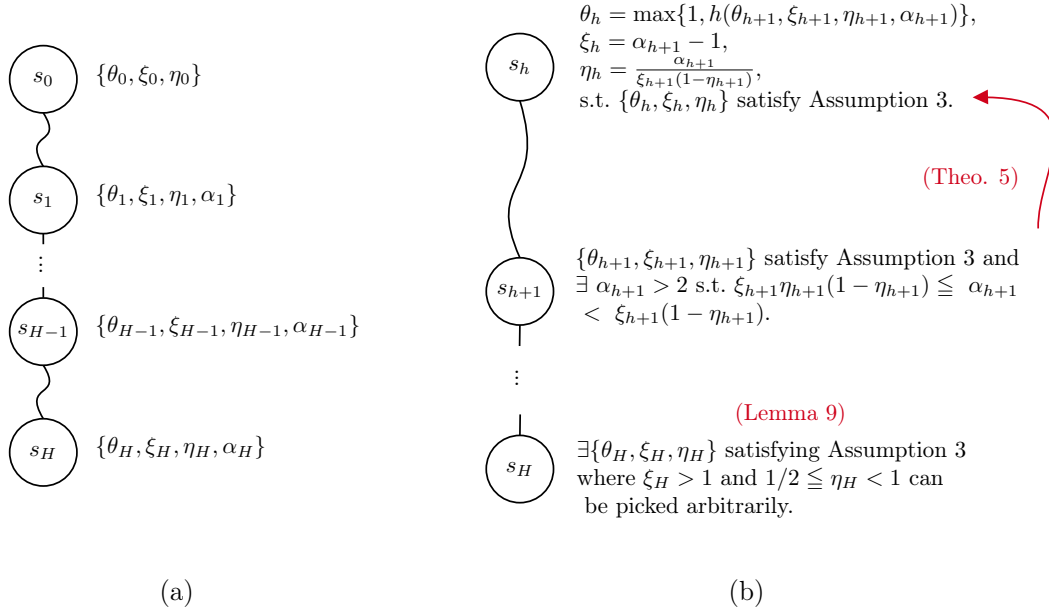 s_0
{θ_0, ξ_0, η_0}
s_1
{θ_1, ξ_1, η_1, α_1}
⋮
s_{H−1}
{θ_{H−1}, ξ_{H−1}, η_{H−1}, α_{H−1}}
s_H
{θ_H, ξ_H, η_H, α_H}
(a)
s_h
θ_h = max{1, h(θ_{h+1}, ξ_{h+1}, η_{h+1}, α_{h+1})},
ξ_h = α_{h+1} − 1,
η_h = \frac{α_{h+1}}{ξ_{h+1}(1−η_{h+1})},
s.t. {θ_h, ξ_h, η_h} satisfy Assumption 3.
(Theo. 5)
s_{h+1}
{θ_{h+1}, ξ_{h+1}, η_{h+1}} satisfy Assumption 3 and
∃ α_{h+1} > 2 s.t. ξ_{h+1}η_{h+1}(1 − η_{h+1}) ≦ α_{h+1}
< ξ_{h+1}(1 − η_{h+1}).
⋮
(Lemma 9)
s_H
∃{θ_H, ξ_H, η_H} satisfying Assumption 3
where ξ_H > 1 and 1/2 ≦ η_H < 1 can
be picked arbitrarily.
(b)